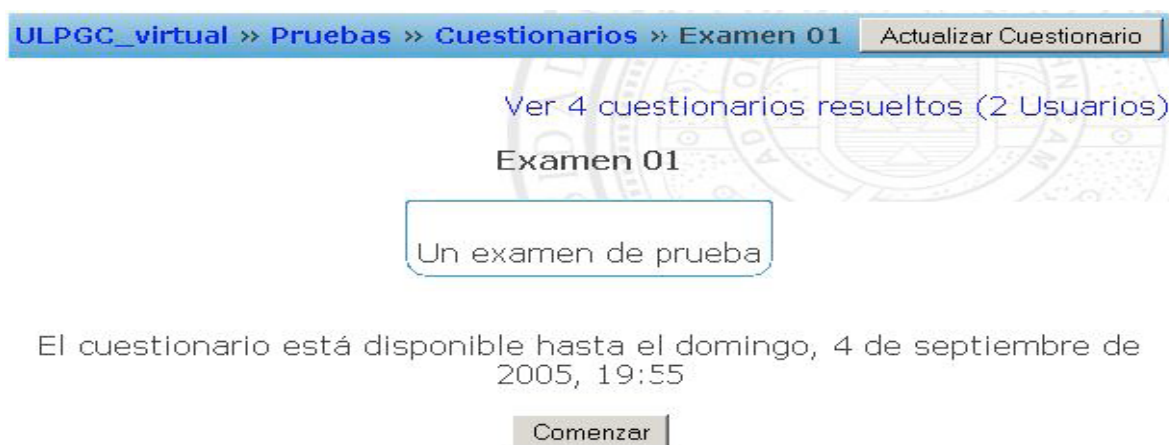 ULPGC_virtual » Pruebas » Cuestionarios » Examen 01 Actualizar Cuestionario
Ver 4 cuestionarios resueltos (2 Usuarios)
Examen 01
Un examen de prueba
El cuestionario está disponible hasta el domingo, 4 de septiembre de
2005, 19:55
Comenzar